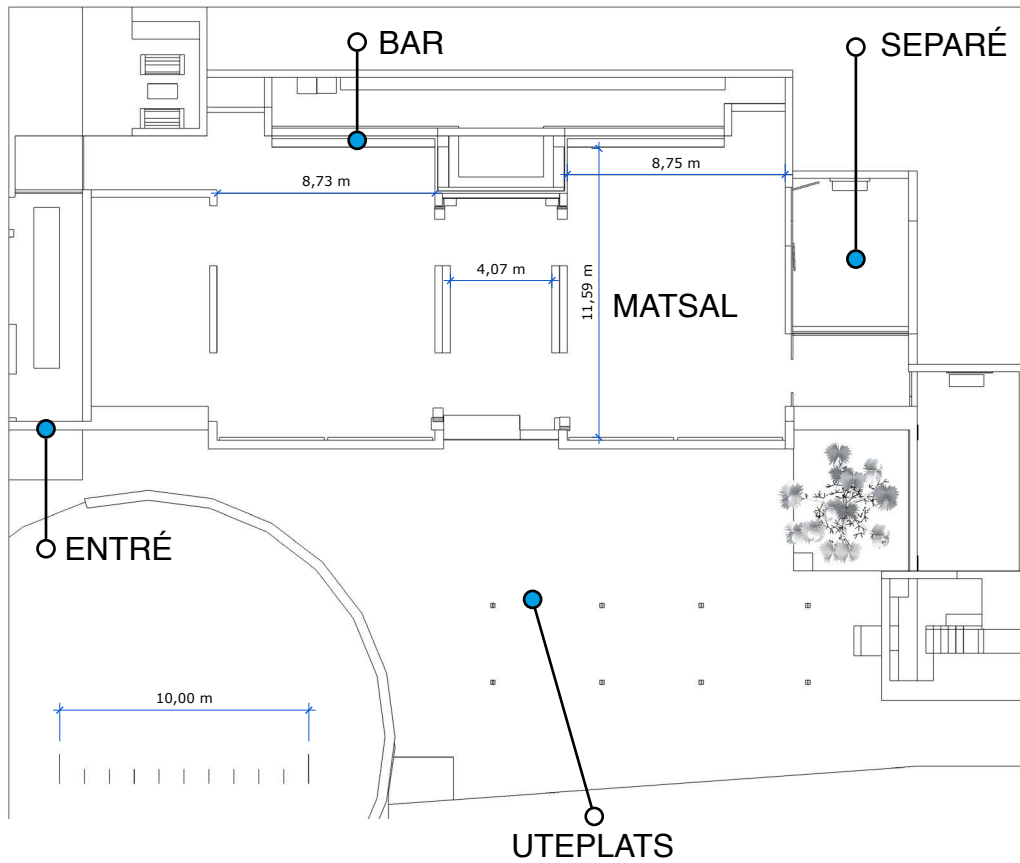 BAR
SEPARÉ
8,73 m
8,75 m
4,07 m
11,59 m
MATSAL
ENTRÉ
10,00 m
UTEPLATS